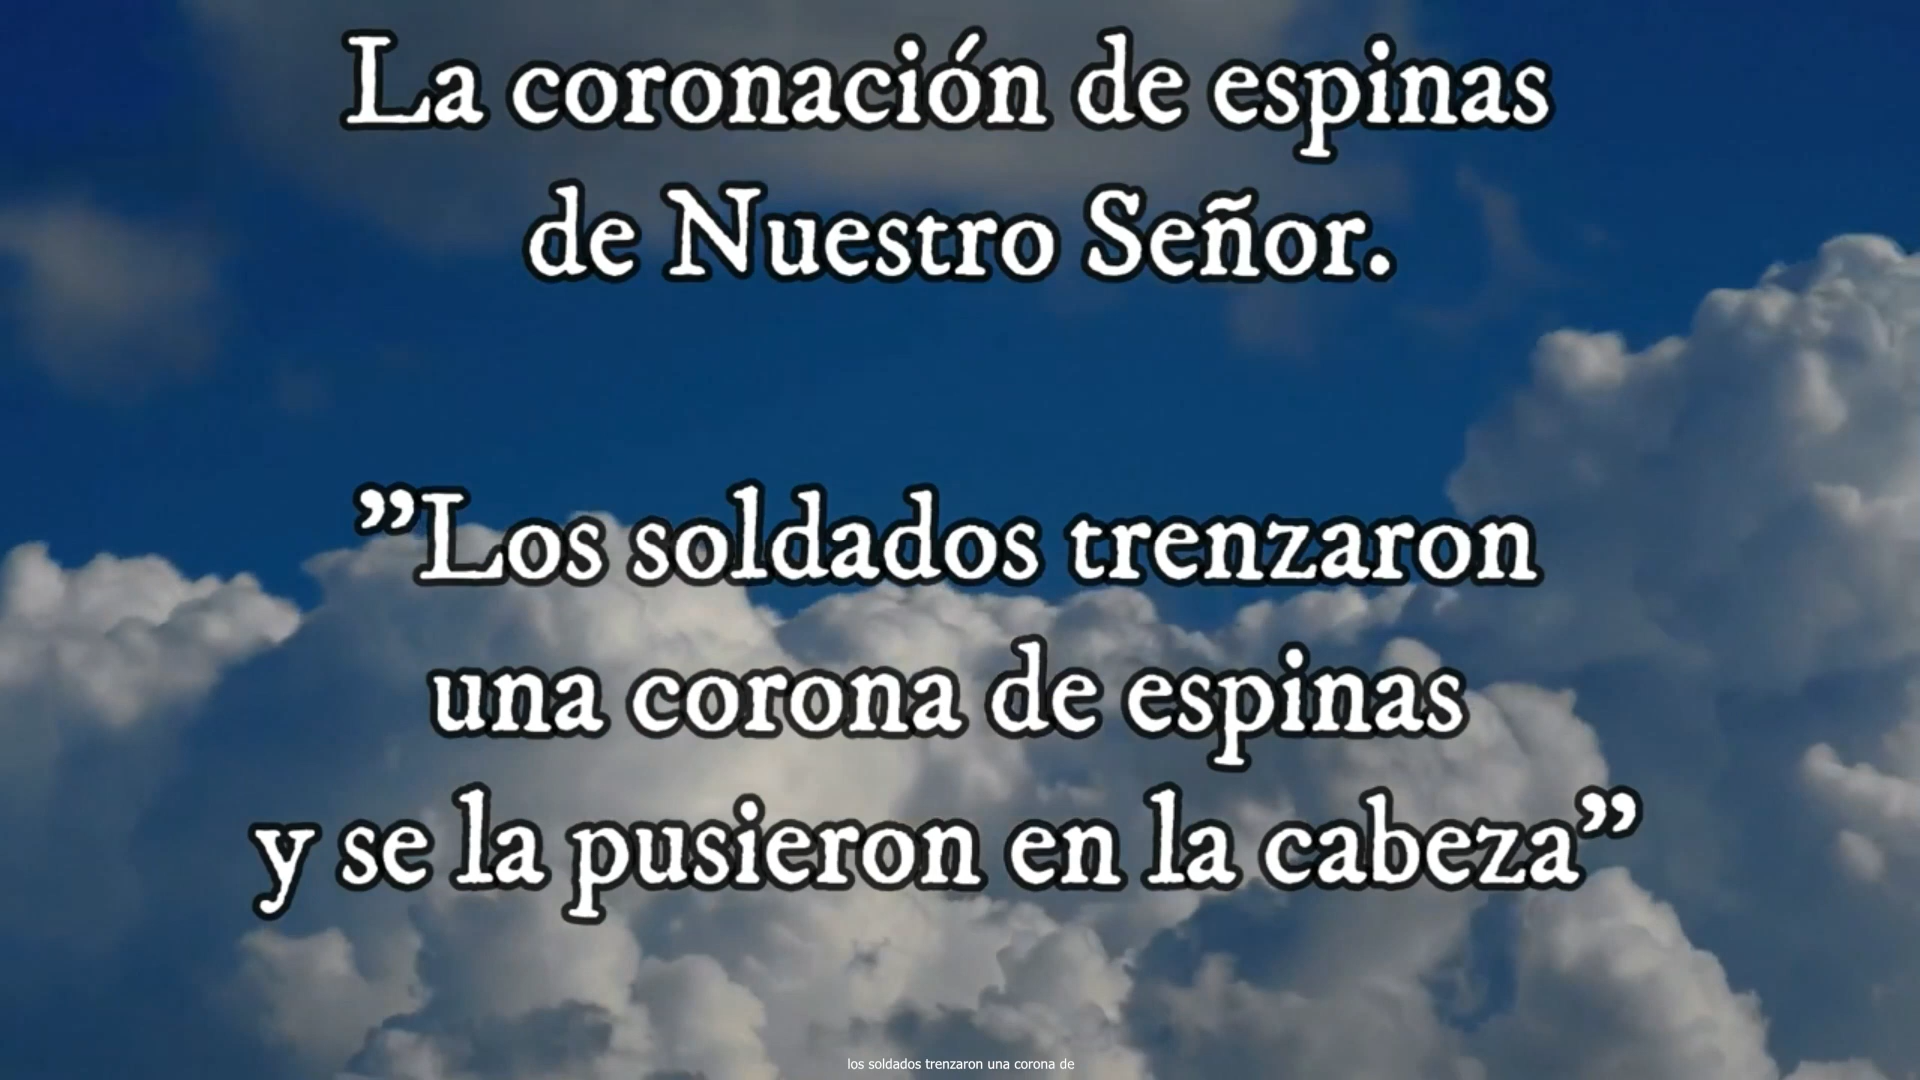 La coronación de espinas
de Nuestro Señor.
”Los soldados trenzaron
una corona de espinas
y se la pusieron en la cabeza”
los soldados trenzaron una corona de